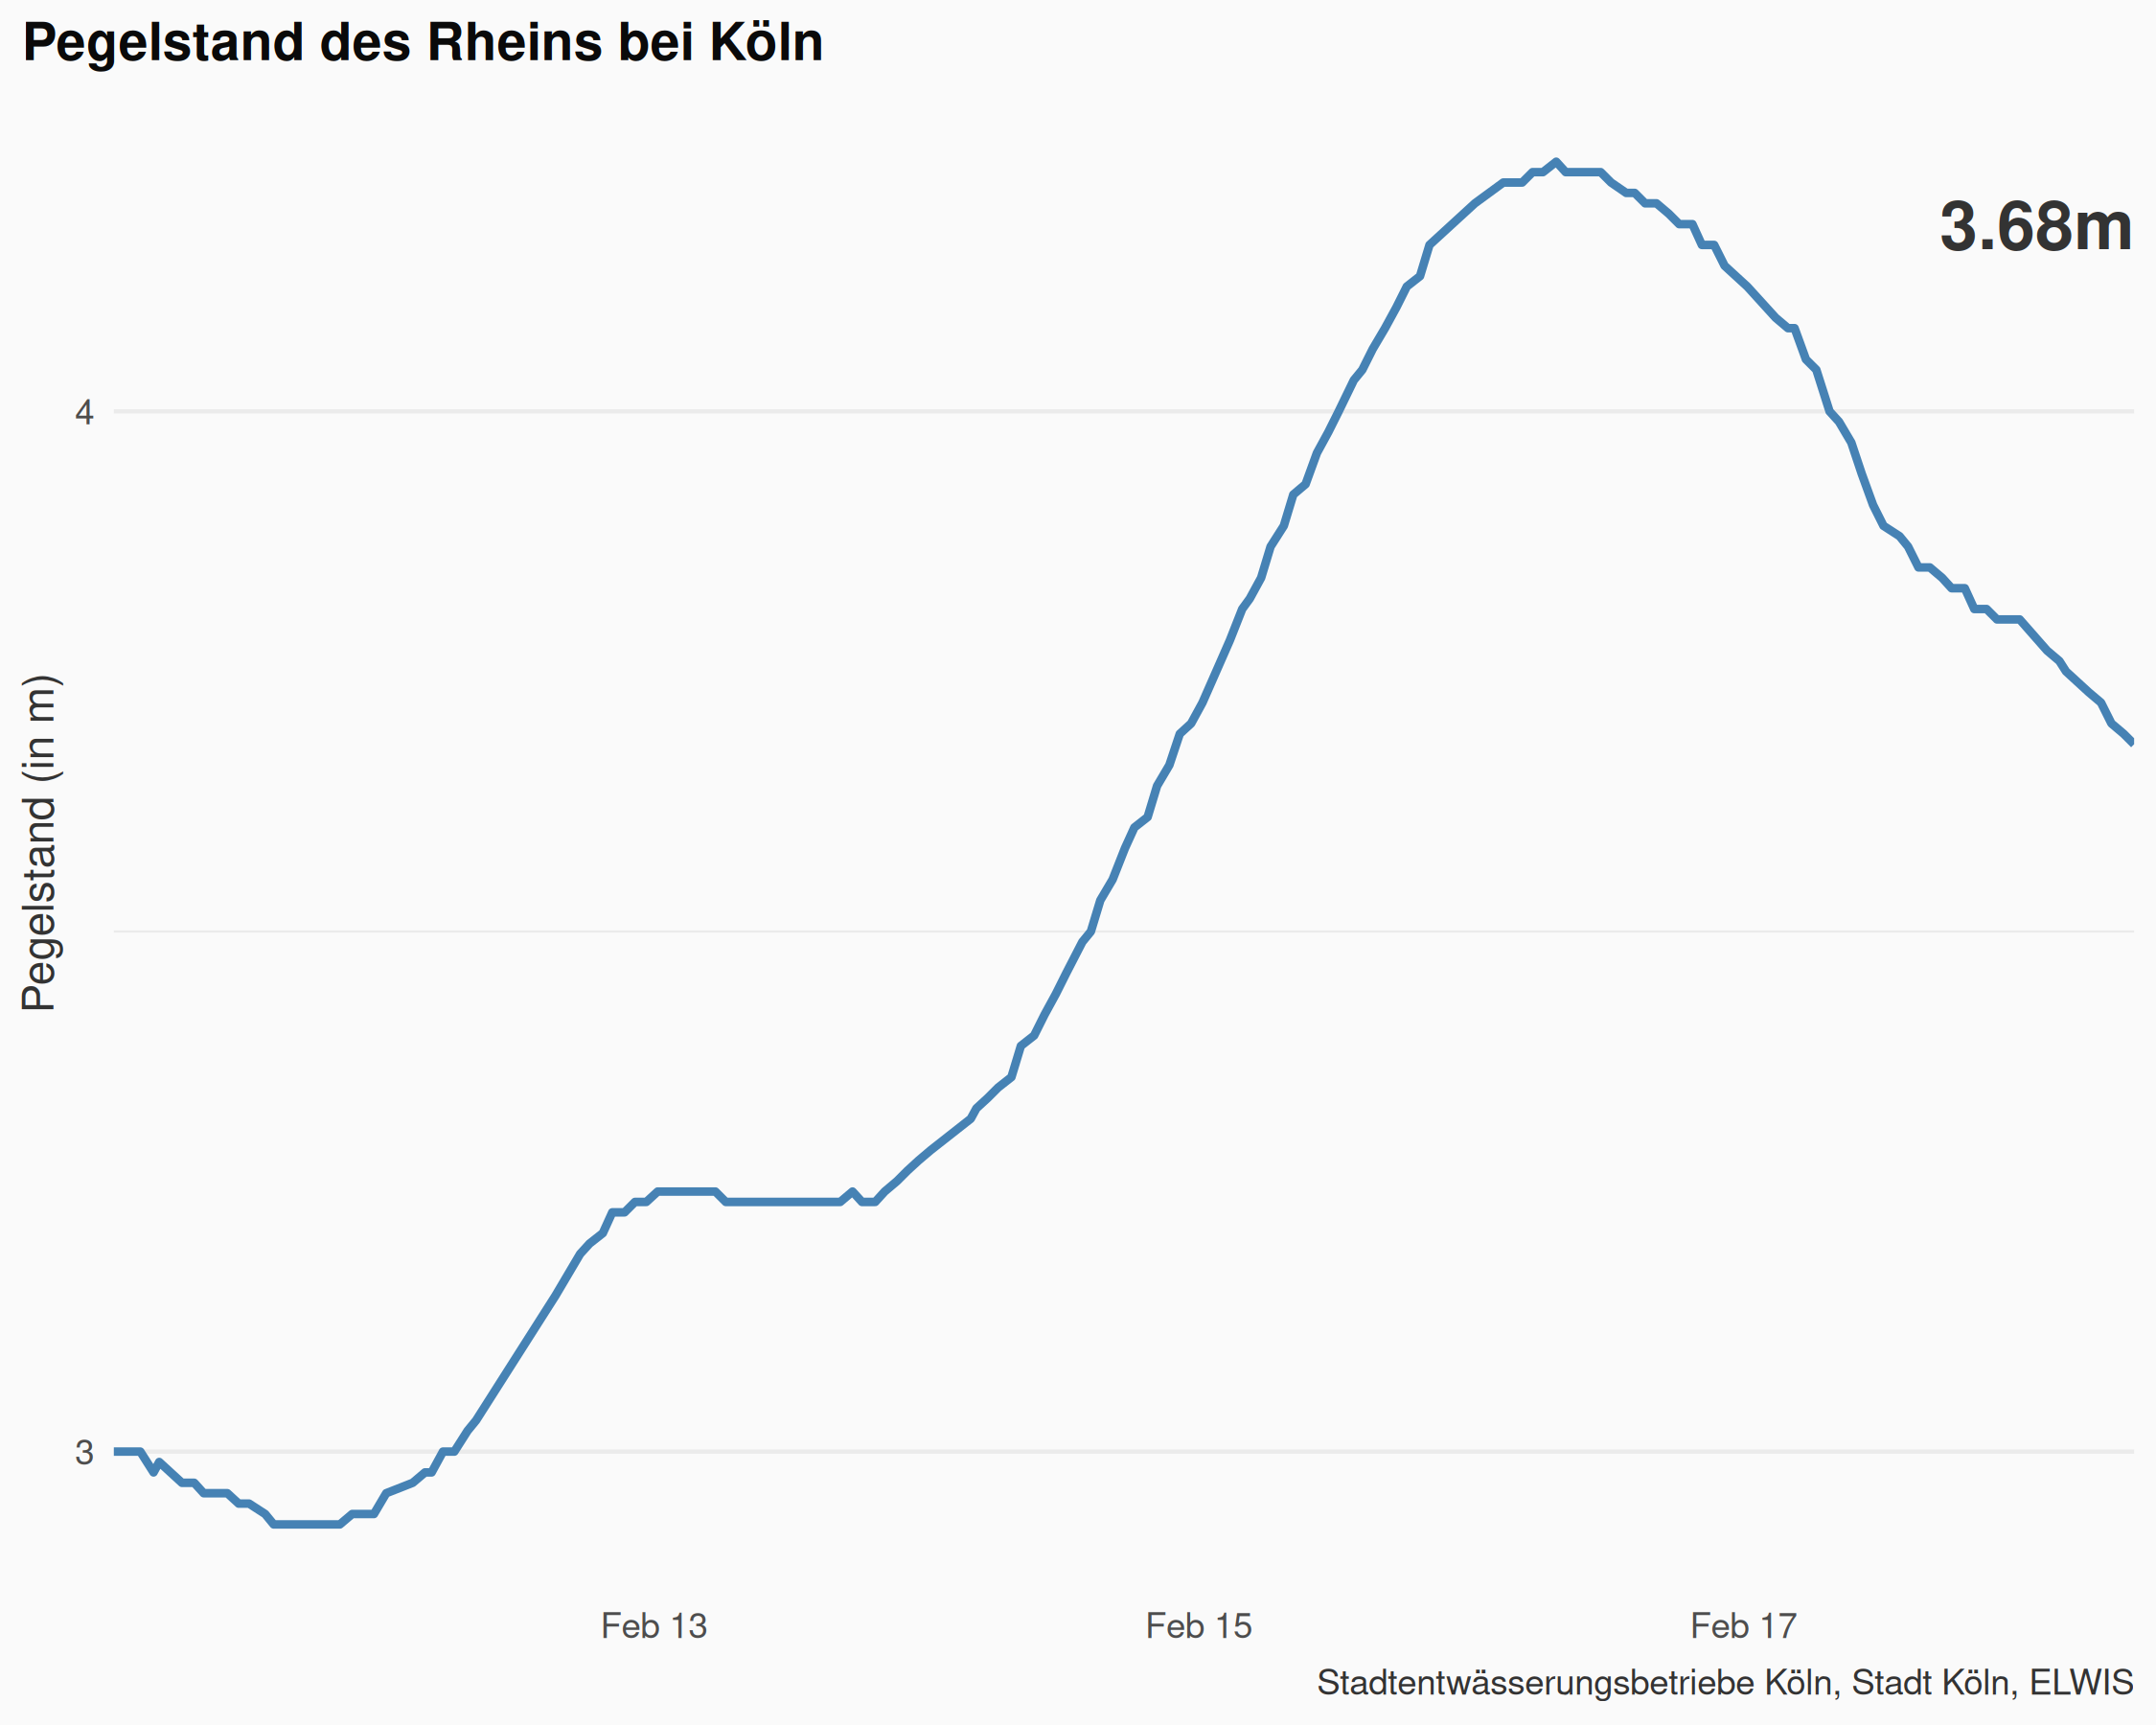 Pegelstand des Rheins bei Köln
3.68m
4
Pegelstand (in m)
3
Feb 13
Feb 15
Feb 17
Stadtentwässerungsbetriebe Köln, Stadt Köln, ELWIS